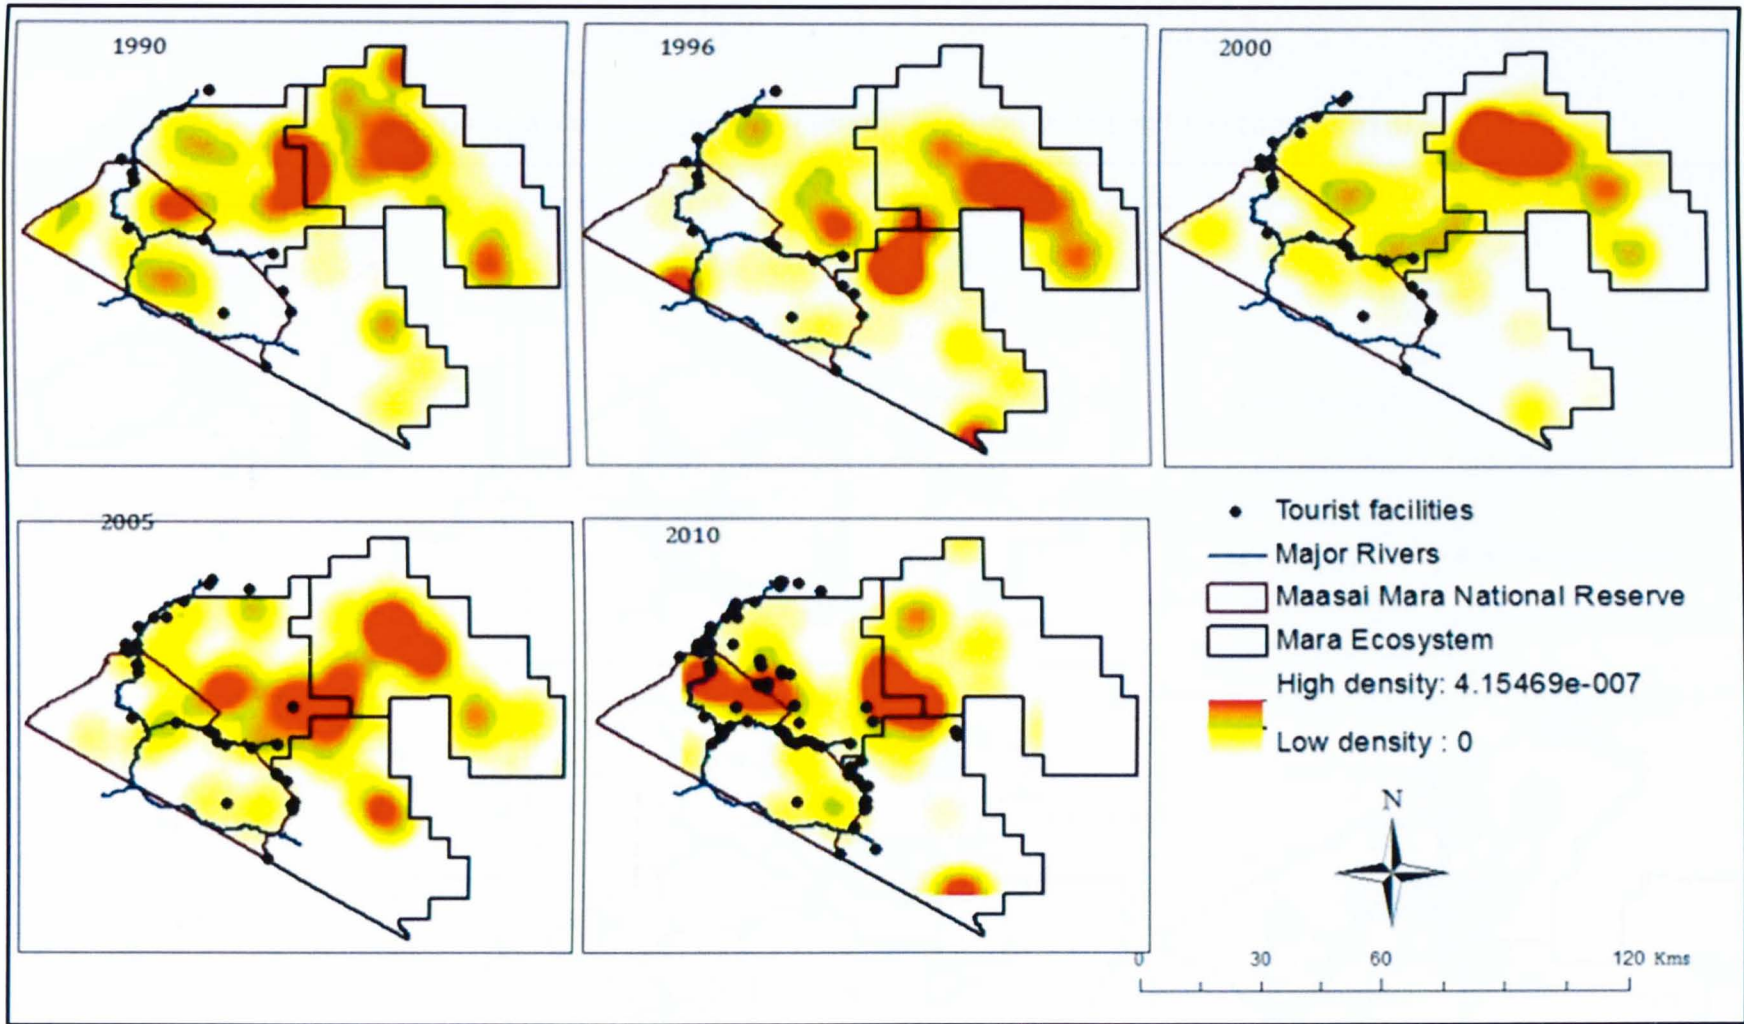 1990
1996
2000
2005
2010
Tourist facilities
Major Rivers
Maasai Mara National Reserve
Mara Ecosystem
High density: 4.15469e-007
Low density : 0
N
0 30 60 120 Kms